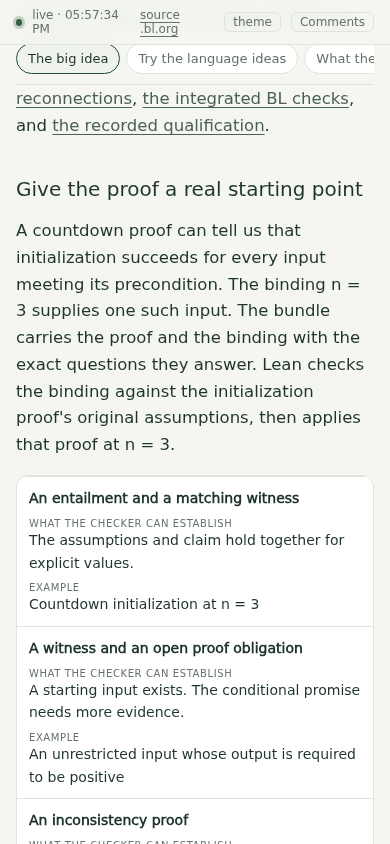 live · 05:57:34
PM
source
.bl.org
theme
Comments
The big idea
Try the language ideas
What the
reconnections, the integrated BL checks,
and the recorded qualification.
Give the proof a real starting point
A countdown proof can tell us that
initialization succeeds for every input
meeting its precondition. The binding n =
3 supplies one such input. The bundle
carries the proof and the binding with the
exact questions they answer. Lean checks
the binding against the initialization
proof's original assumptions, then applies
that proof at n = 3.
An entailment and a matching witness
WHAT THE CHECKER CAN ESTABLISH
The assumptions and claim hold together for
explicit values.
EXAMPLE
Countdown initialization at n = 3
A witness and an open proof obligation
WHAT THE CHECKER CAN ESTABLISH
A starting input exists. The conditional promise
needs more evidence.
EXAMPLE
An unrestricted input whose output is required
to be positive
An inconsistency proof
WHAT THE CHECKER CAN ESTABLISH